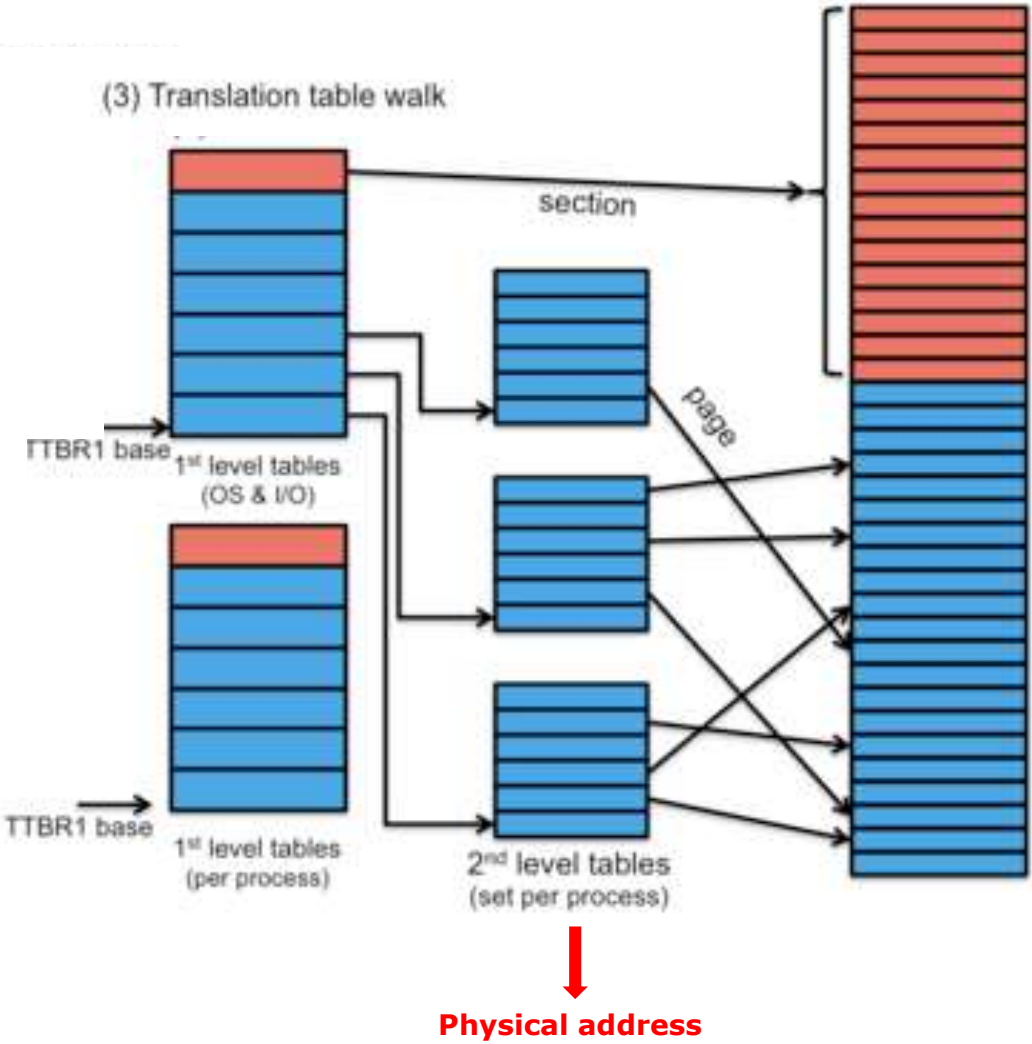 (3) Translation table walk
section
page
TTBR1 base
1st level tables
(OS & I/O)
TTBR1 base
1st level tables
(per process)
2nd level tables
(set per process)
Physical address